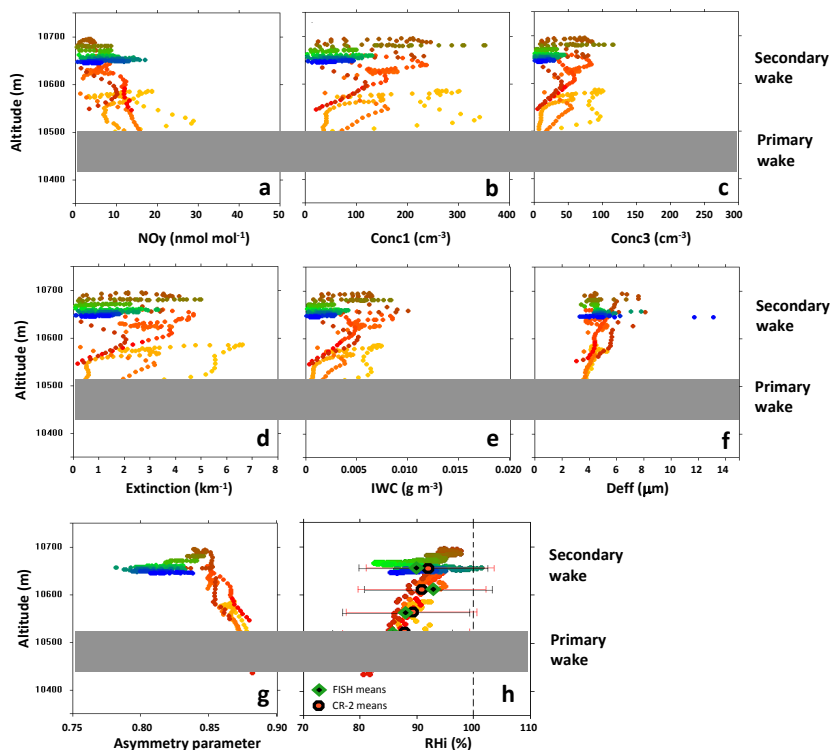 10700
10600
10500
10400
Altitude (m)
a
b
c
Secondary
wake
Primary
wake
0 10 20 30 40 50
0 100 200 300 400
0 50 100 150 200 250 300
NOy (nmol mol-1)
Conc1 (cm-3)
Conc3 (cm-3)
10700
10600
10500
10400
Altitude (m)
d
e
f
Secondary
wake
Primary
wake
0 1 2 3 4 5 6 7 8
0 0.005 0.010 0.015 0.020
0 2 4 6 8 10 12 14
Extinction (km-1)
IWC (g m-3)
Deff (μm)
10700
10600
10500
10400
Altitude (m)
g
h
Secondary
wake
Primary
wake
FISH means
CR-2 means
0.75 0.80 0.85 0.90
70 80 90 100 110
Asymmetry parameter
RHi (%)